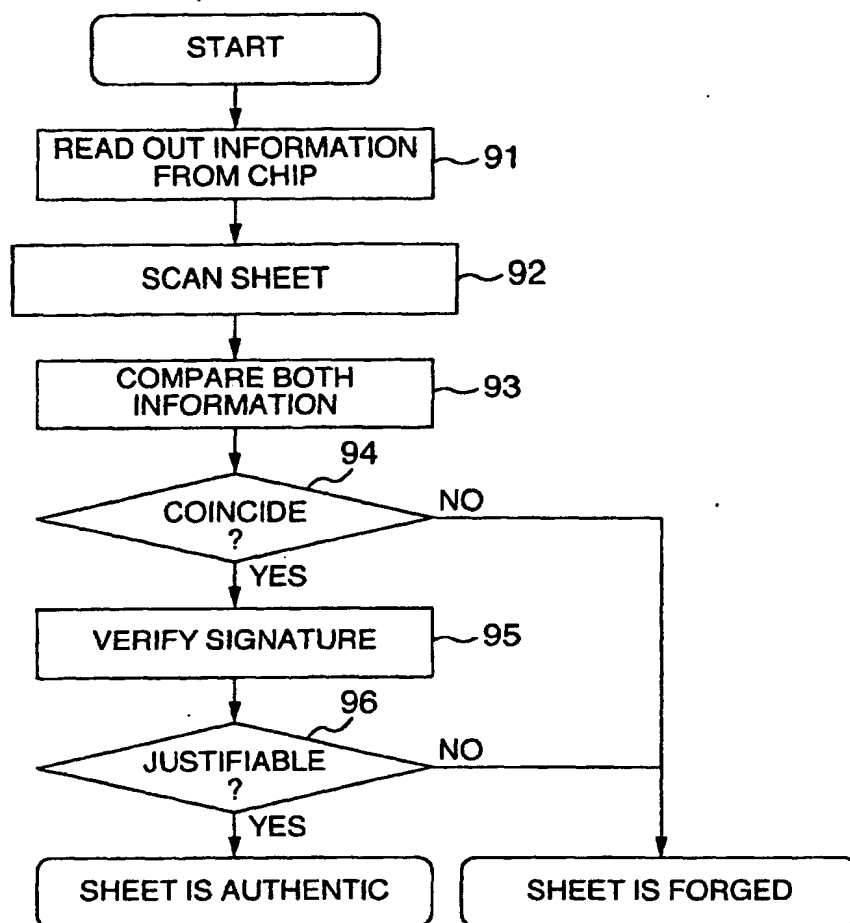 START
READ OUT INFORMATION
FROM CHIP
91
SCAN SHEET
92
COMPARE BOTH
INFORMATION
93
94
COINCIDE
?
NO
YES
VERIFY SIGNATURE
95
96
JUSTIFIABLE
?
NO
YES
SHEET IS AUTHENTIC
SHEET IS FORGED